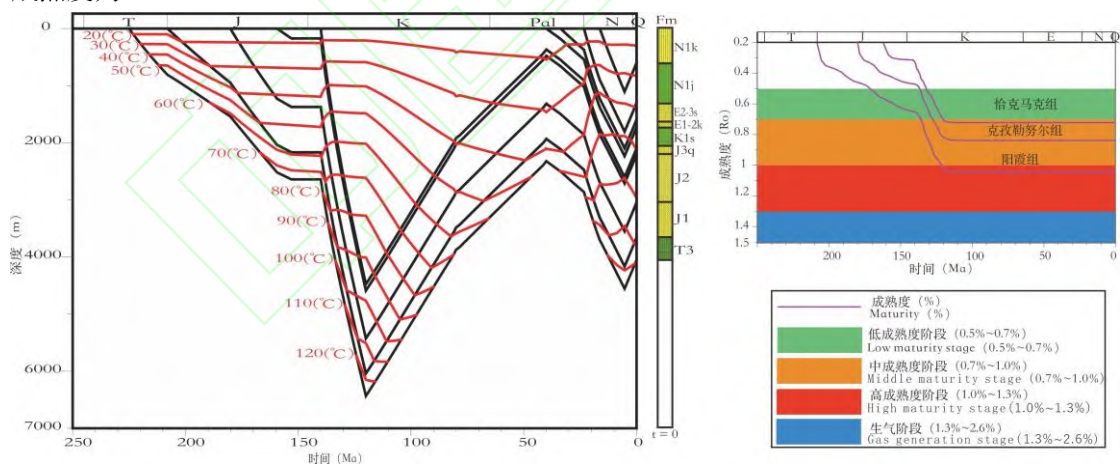 T J K Pal N Q
0
2000
4000
6000
7000
深度（m）
20(℃)
30(℃)
40(℃)
50(℃)
60(℃)
70(℃)
80(℃)
90(℃)
100(℃)
110(℃)
120(℃)
250 200 150 100 50 0
时间（Ma）
Fm
N1k
N1j
E2-3s
E1-2k
K1s
J3q
J2
J1
T3
t = 0
T J K E N Q
0.2
0.4
0.6
0.8
1
1.2
1.4
1.5
成熟度（Ro）
恰克马克组
克孜勒努尔组
阳霞组
200 150 100 50 0
时间（Ma）
成熟度（%）
Maturity（%）
低成熟度阶段（0.5%~0.7%）
Low maturity stage（0.5%~0.7%）
中成熟度阶段（0.7%~1.0%）
Middle maturity stage（0.7%~1.0%）
高成熟度阶段（1.0%~1.3%）
High maturity stage(1.0%~1.3%)
生气阶段（1.3%~2.6%）
Gas generation stage(1.3%~2.6%)